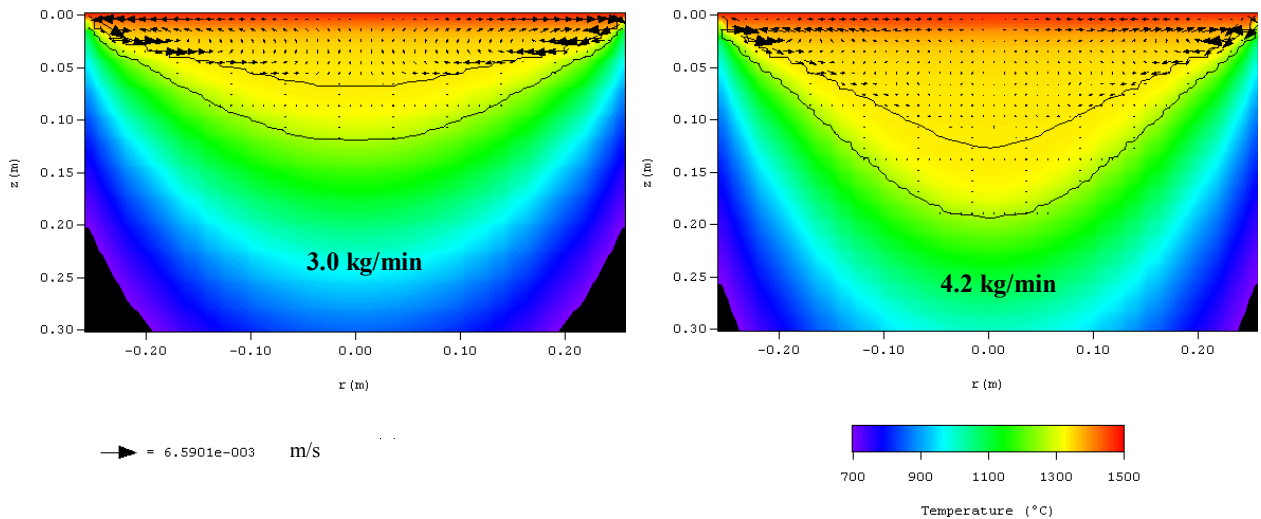 0.00
0.05
0.10
0.15
0.20
0.25
0.30
z(m)
3.0 kg/min
-0.20 -0.10 0.00 0.10 0.20
r(m)
= 6.5901e-003 m/s
0.00
0.05
0.10
0.15
0.20
0.25
0.30
z(m)
4.2 kg/min
-0.20 -0.10 0.00 0.10 0.20
r(m)
700 900 1100 1300 1500
Temperature (°C)